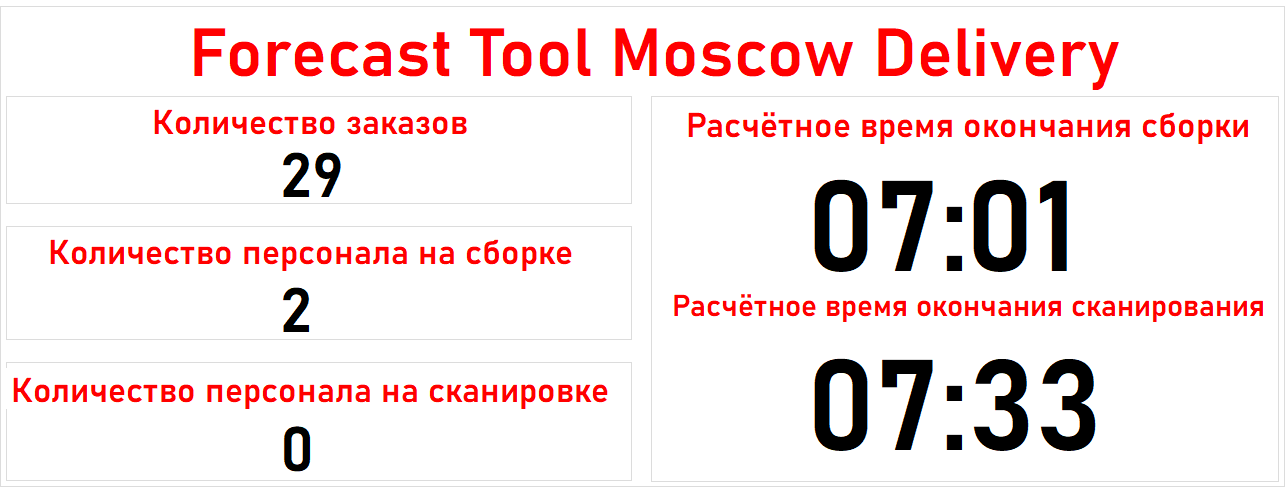 Forecast Tool Moscow Delivery
Количество заказов
29
Количество персонала на сборке
2
Количество персонала на сканировке
0
Расчётное время окончания сборки
07:01
Расчётное время окончания сканирования
07:33